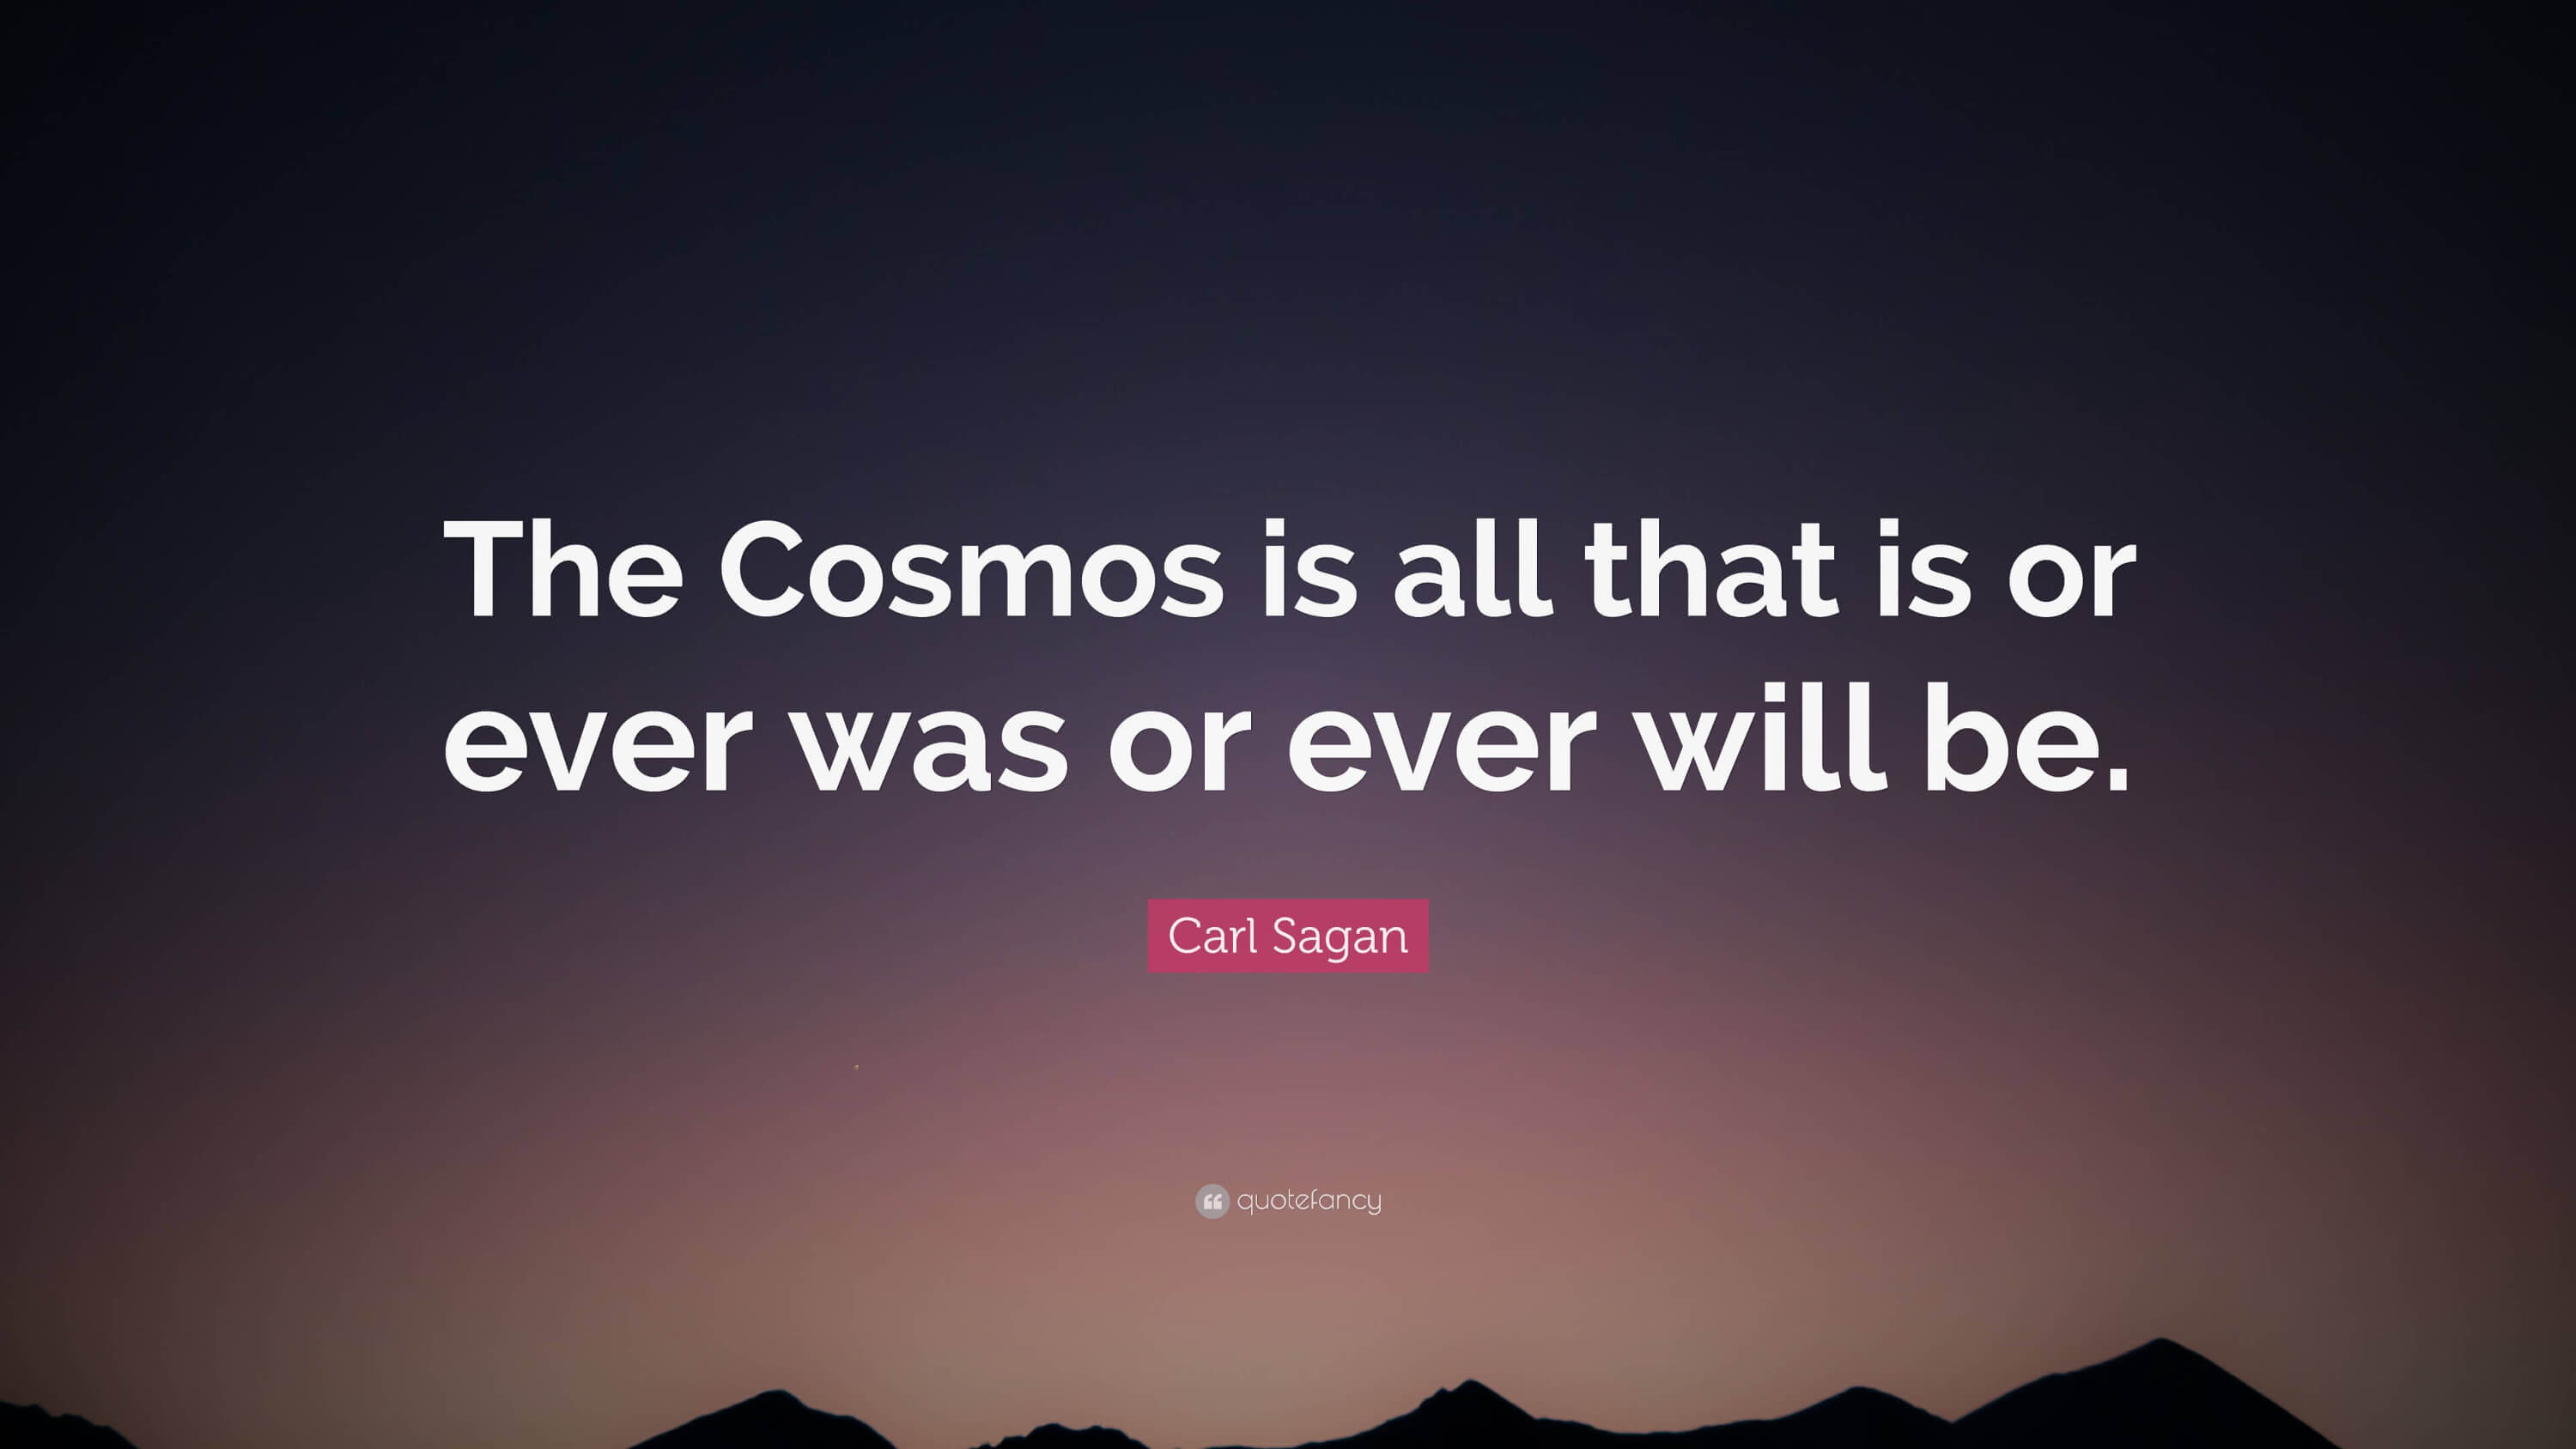 The Cosmos is all that is or
ever was or ever will be.
Carl Sagan
quotefancy